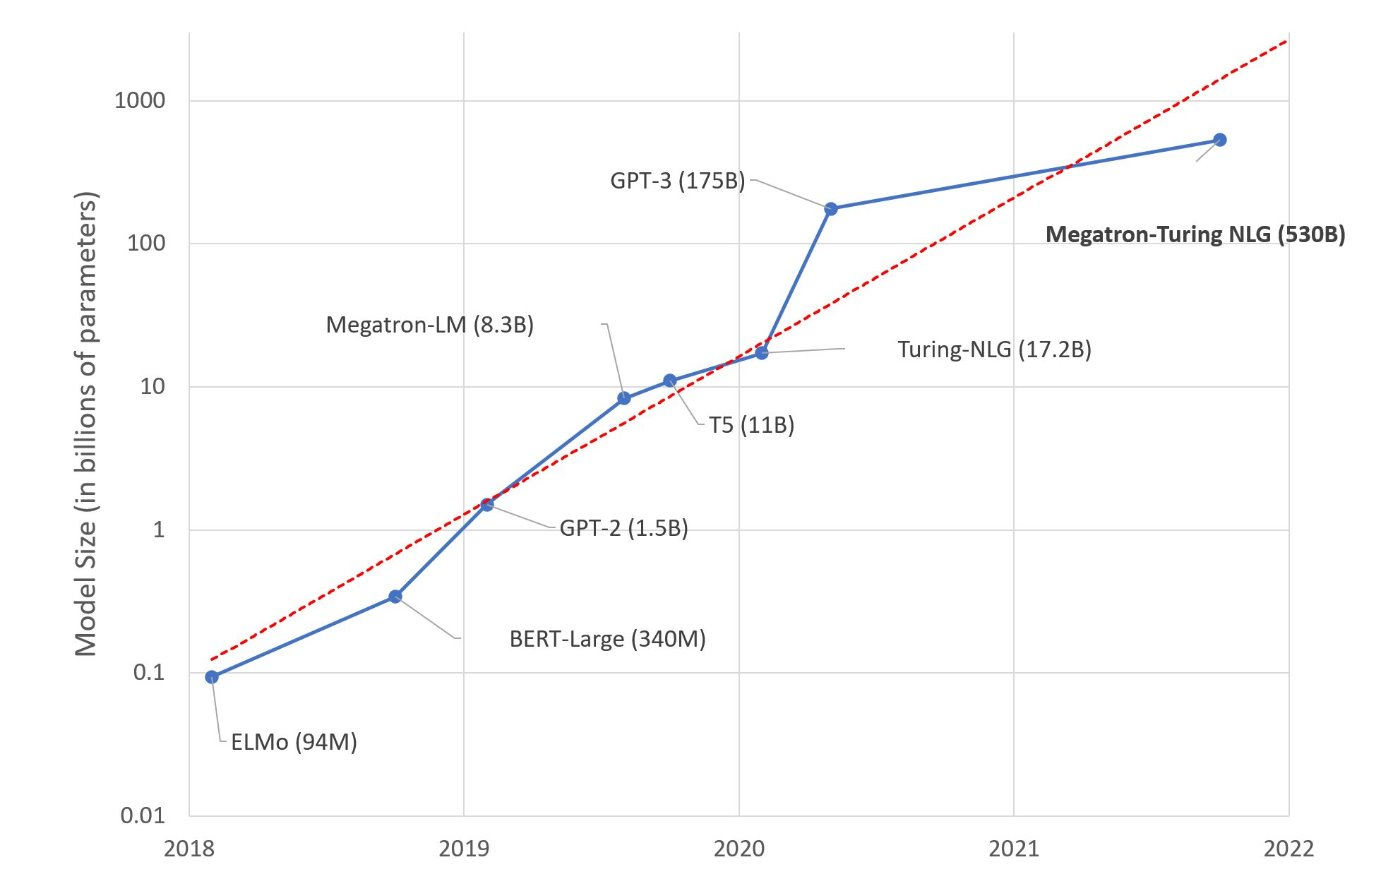 Model Size (in billions of parameters)
1000
100
10
1
0.1
0.01
GPT-3 (175B)
Megatron-Turing NLG (530B)
Megatron-LM (8.3B)
Turing-NLG (17.2B)
T5 (11B)
GPT-2 (1.5B)
BERT-Large (340M)
ELMo (94M)
2018
2019
2020
2021
2022